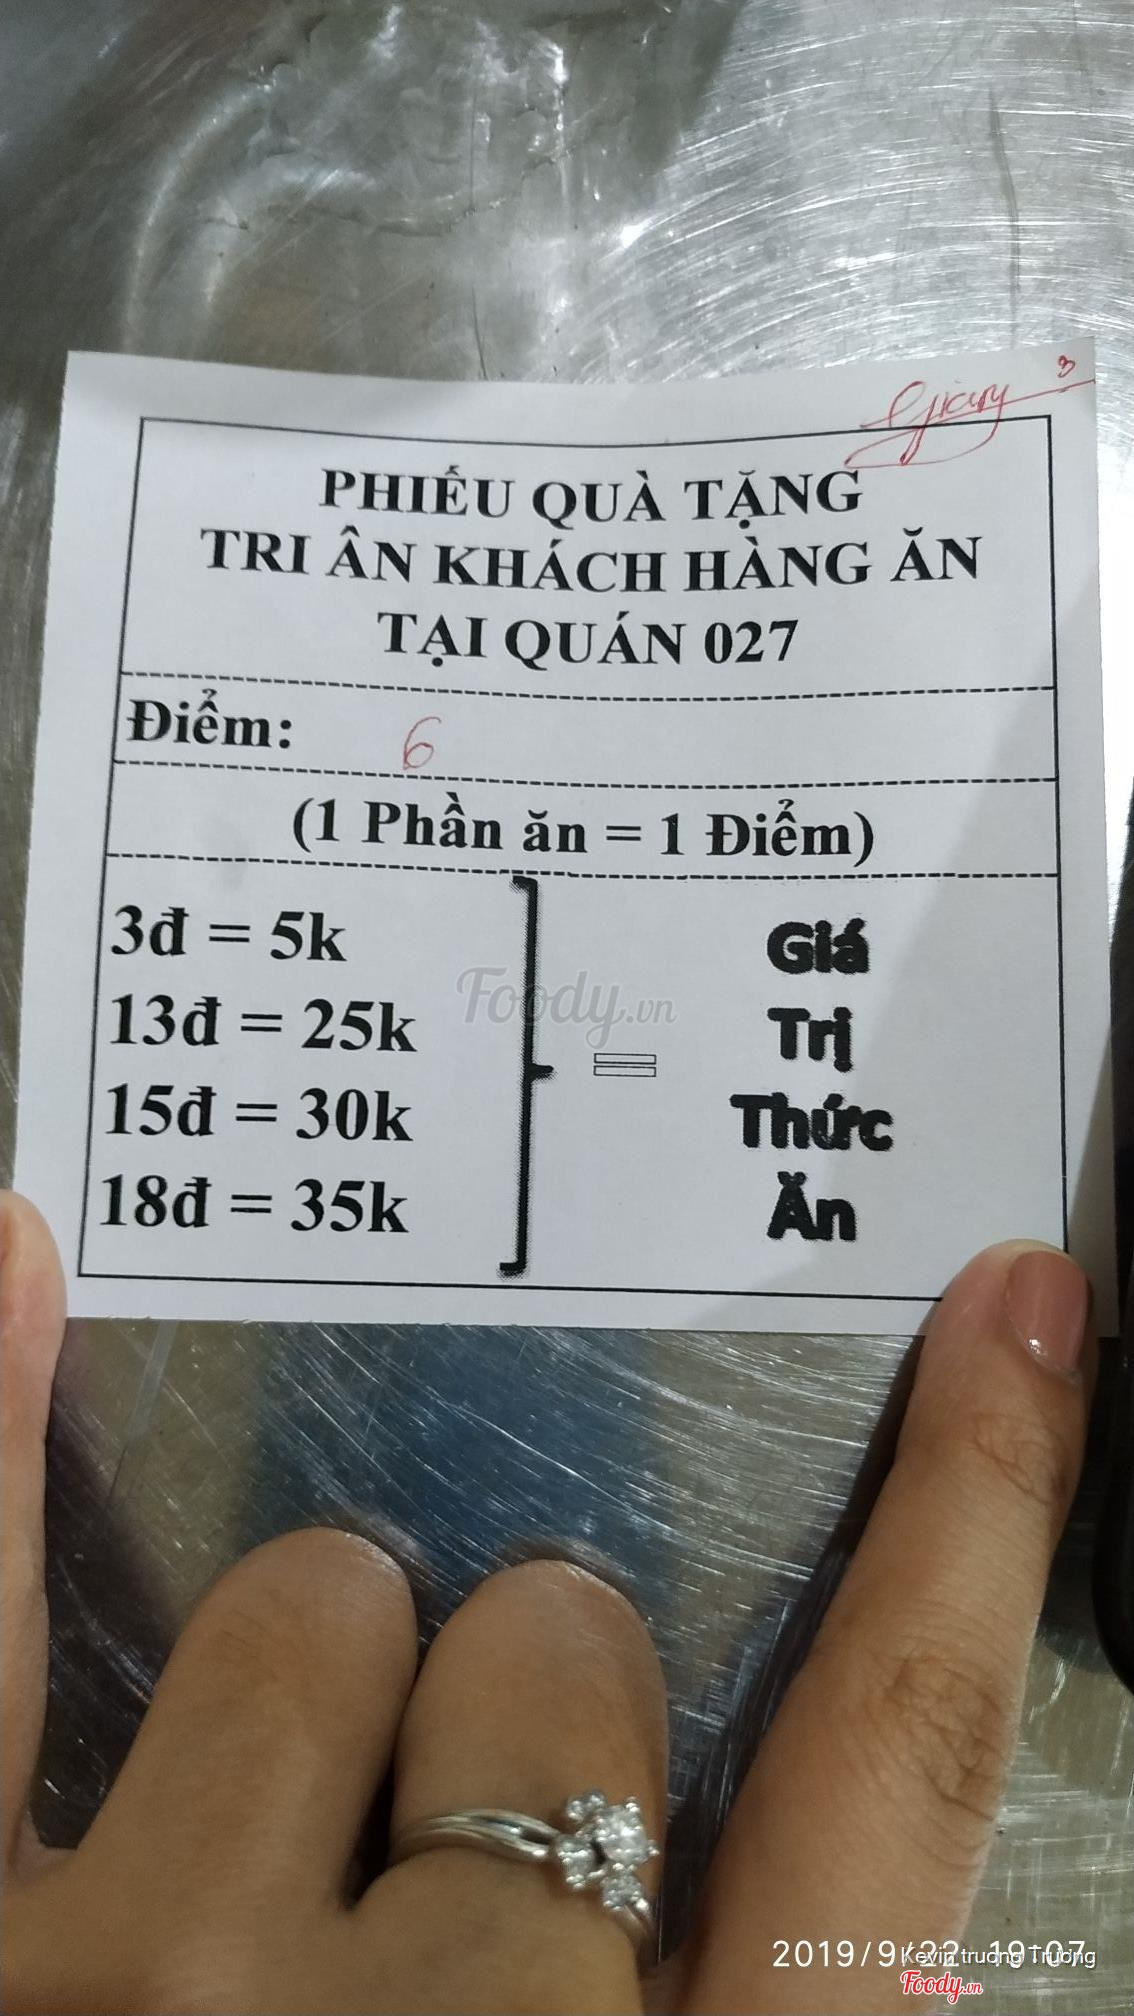 3
Giang
PHIẾU QUÀ TẶNG
TRI ÂN KHÁCH HÀNG ĂN
TẠI QUÁN 027
Điểm: 6
(1 Phần ăn = 1 Điểm)
3đ = 5k
13đ = 25k
15đ = 30k
18đ = 35k
=
Giá
Trị
Thức
Ăn
Foody.vn
2019/9/22 19:07
Kevin truong Trương
Foody.vn